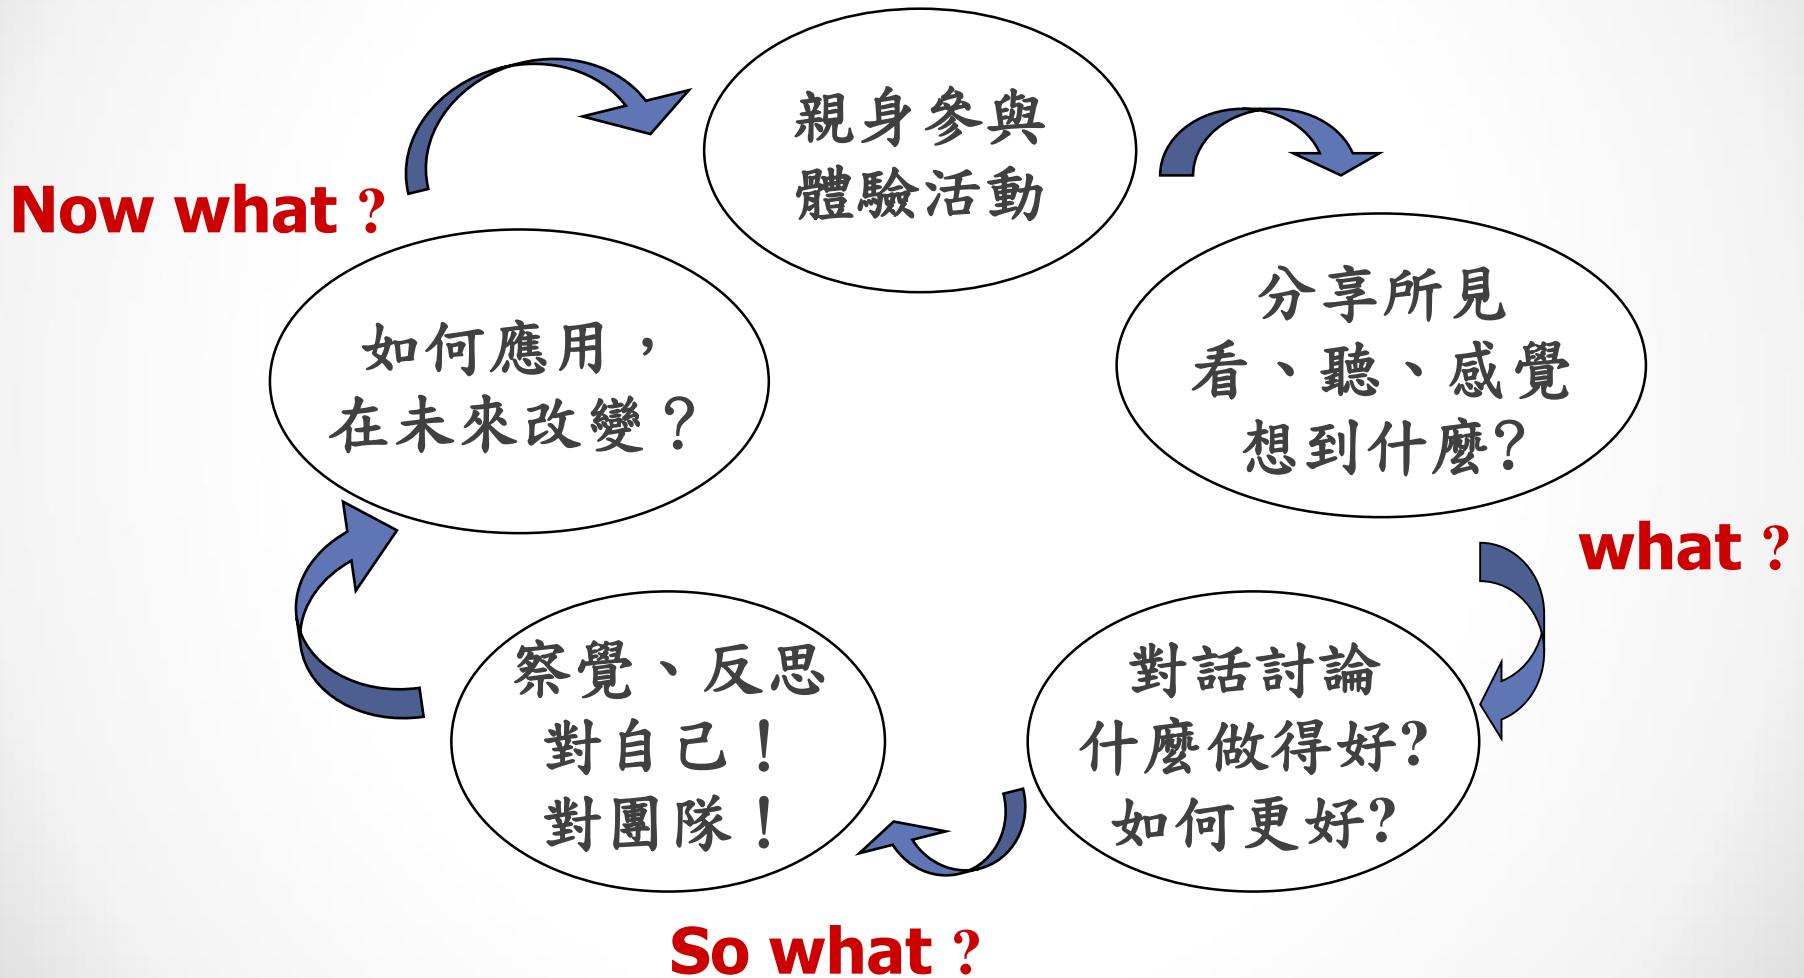 親身參與
體驗活動
分享所見
看、聽、感覺
想到什麼?
what ?
對話討論
什麼做得好?
如何更好?
So what ?
察覺、反思
對自己！
對團隊！
如何應用，
在未來改變？
Now what ?